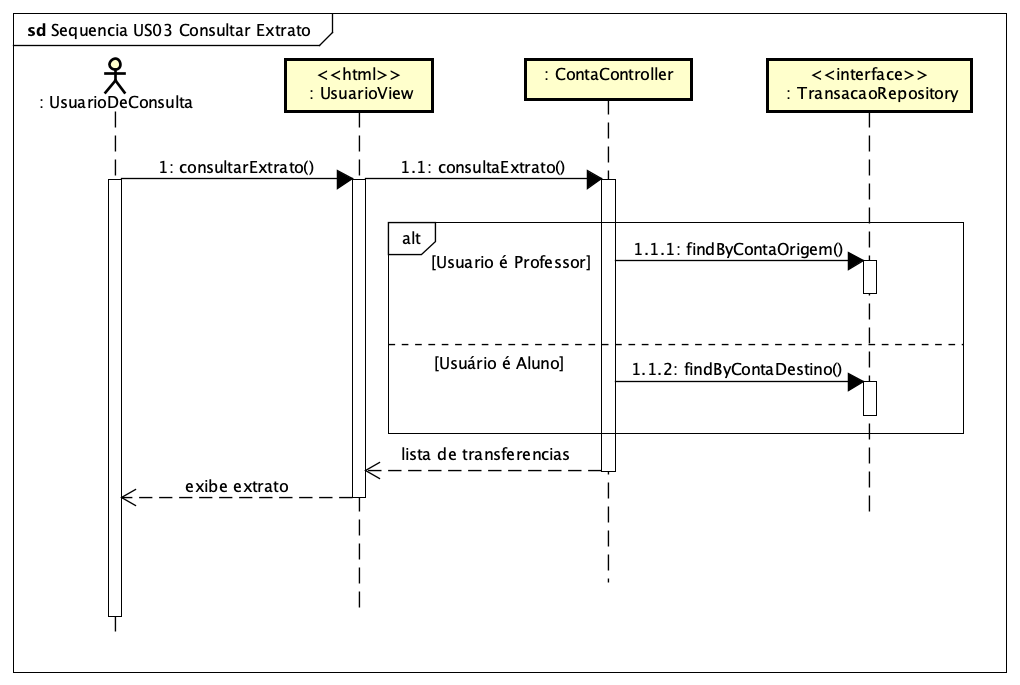 sd Sequencia US03 Consultar Extrato
: UsuarioDeConsulta
<<html>>
: UsuarioView
: ContaController
<<interface>>
: TransacaoRepository
1: consultarExtrato()
1.1: consultaExtrato()
alt
[Usuario é Professor]
1.1.1: findByContaOrigem()
[Usuário é Aluno]
1.1.2: findByContaDestino()
lista de transferencias
exibe extrato